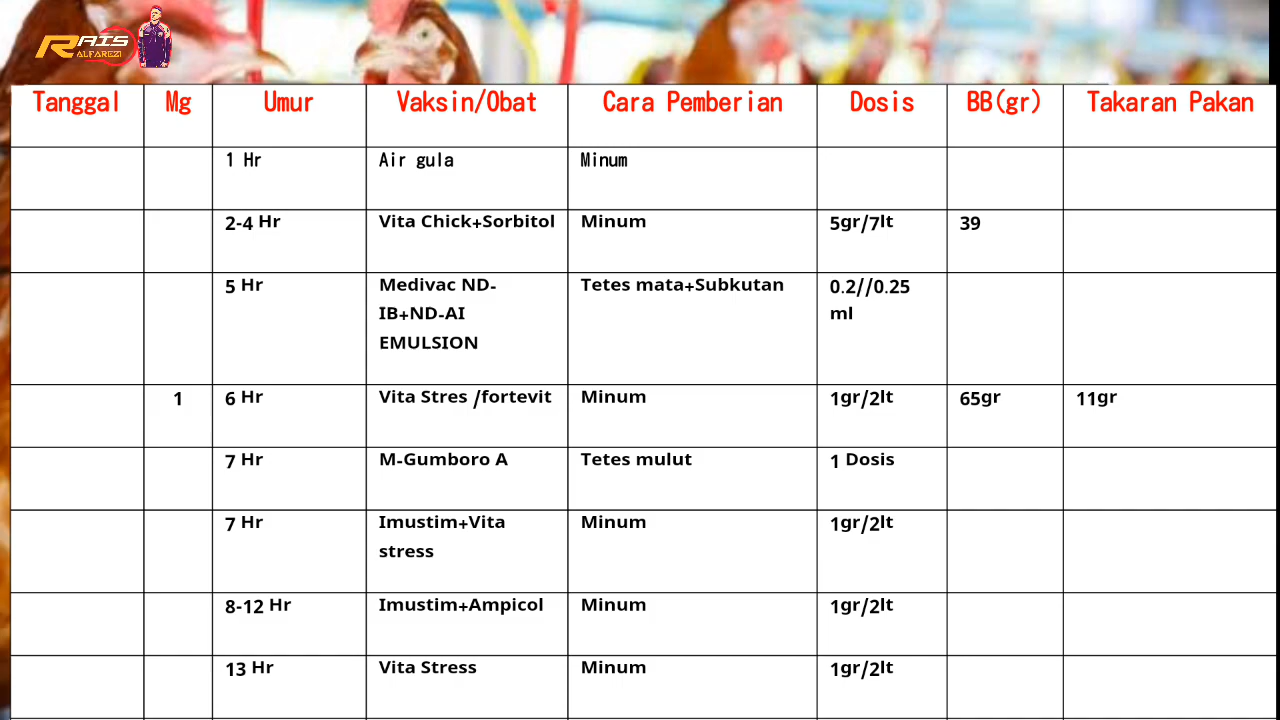 RAIS
ALFAREZI
Tanggal Mg Umur Vaksin/Obat Cara Pemberian Dosis BB(gr) Takaran Pakan
1 Hr Air gula Minum
2-4 Hr Vita Chick+Sorbitol Minum 5gr/7lt 39
5 Hr Medivac ND- Tetes mata+Subkutan 0.2//0.25
IB+ND-AI ml
EMULSION
1 6 Hr Vita Stres /fortevit Minum 1gr/2lt 65gr 11gr
7 Hr M-Gumboro A Tetes mulut 1 Dosis
7 Hr Imustim+Vita Minum 1gr/2lt
stress
8-12 Hr Imustim+Ampicol Minum 1gr/2lt
13 Hr Vita Stress Minum 1gr/2lt